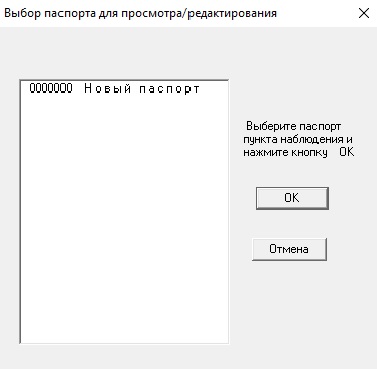 Выбор паспорта для просмотра/редактирования
0000000 Новый паспорт
Выберите паспорт
пункта наблюдения и
нажмите кнопку OK
OK
Отмена